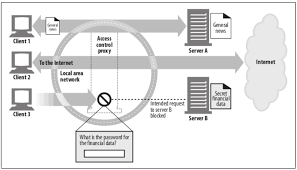 General
news
Client 1
Access
control
proxy
Server A
General
news
Client 2
To the Internet
Internet
Local area
network
Client 3
Intended request
to server B
blocked
Secret
financial
data
Server B
What is the password for
the financial data?